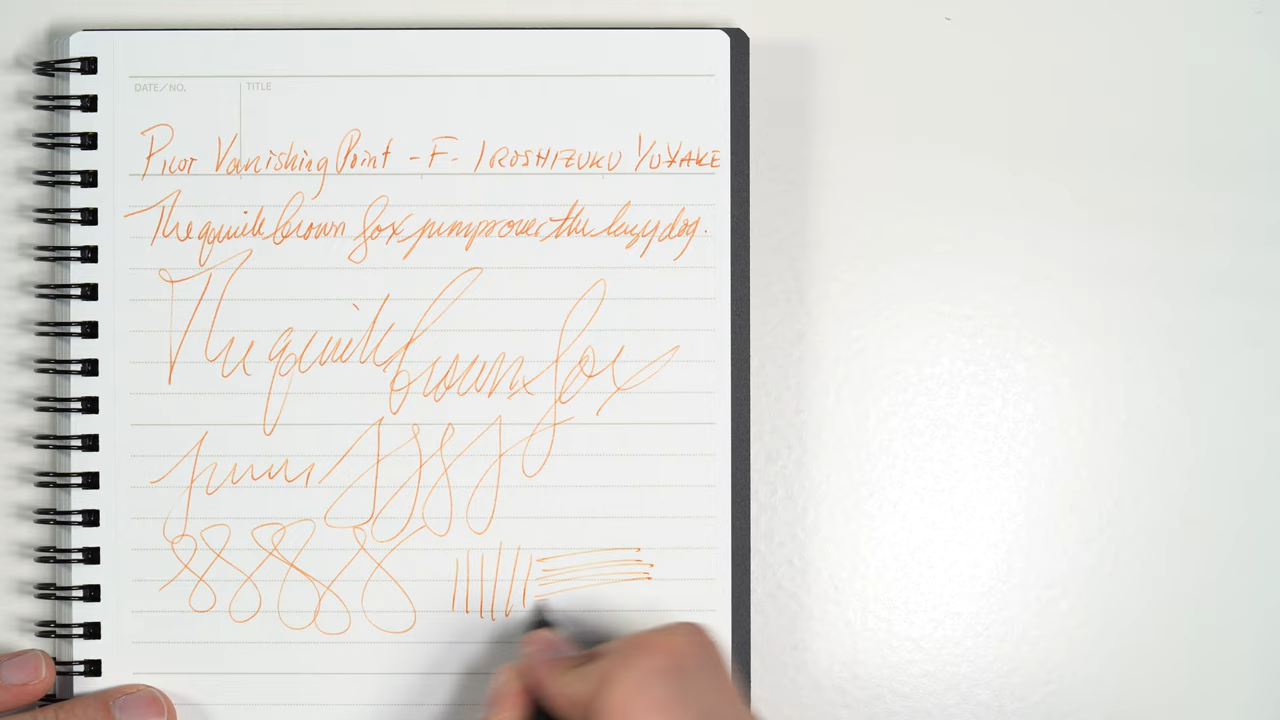 DATE/NO. TITLE
Pilot Vanishing Point - F - IROSHIZUKU YUYAKE
The quick brown fox jumps over the lazy dog.
The quick brown fox